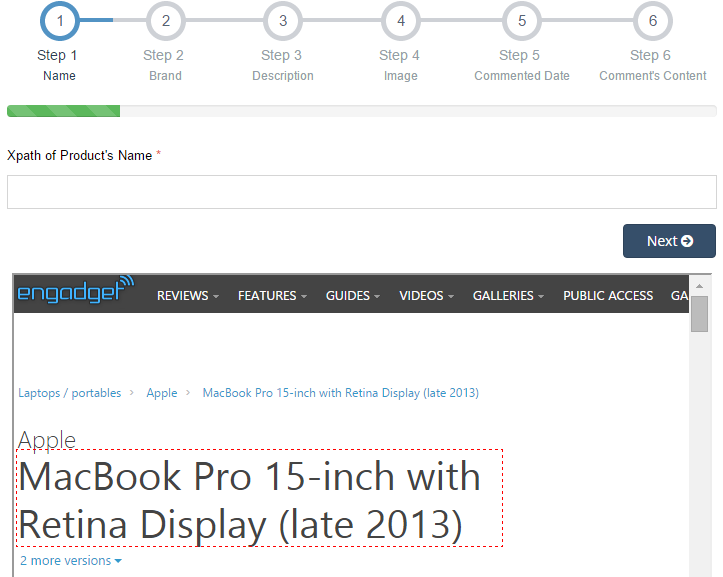 1 2 3 4 5 6
Step 1 Step 2 Step 3 Step 4 Step 5 Step 6
Name Brand Description Image Commented Date Comment's Content
Xpath of Product's Name *
Next
engadget REVIEWS FEATURES GUIDES VIDEOS GALLERIES PUBLIC ACCESS GA
Laptops / portables > Apple > MacBook Pro 15-inch with Retina Display (late 2013)
Apple
MacBook Pro 15-inch with
Retina Display (late 2013)
2 more versions